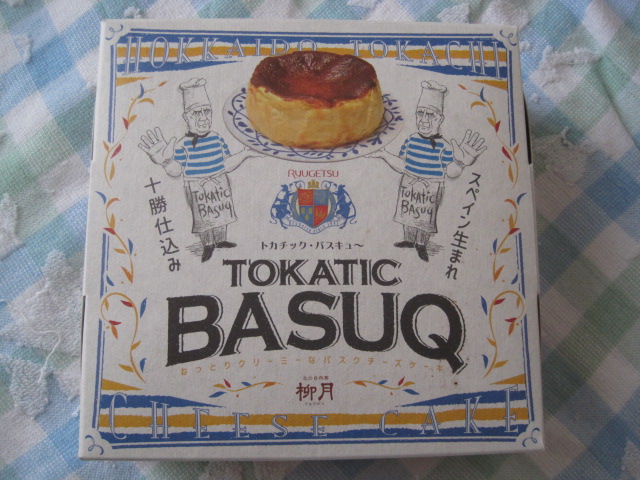 HOKKAIDO TOKACHI
RYUGETSU
TOKATIC
BASUQ
TOKATIC
BASUQ
十勝仕込み
スペイン生まれ
トカチック・バスキュ〜
TOKATIC
BASUQ
ねっとりクリーミーなバスクチーズケーキ
柳月
CHEESE CAKE